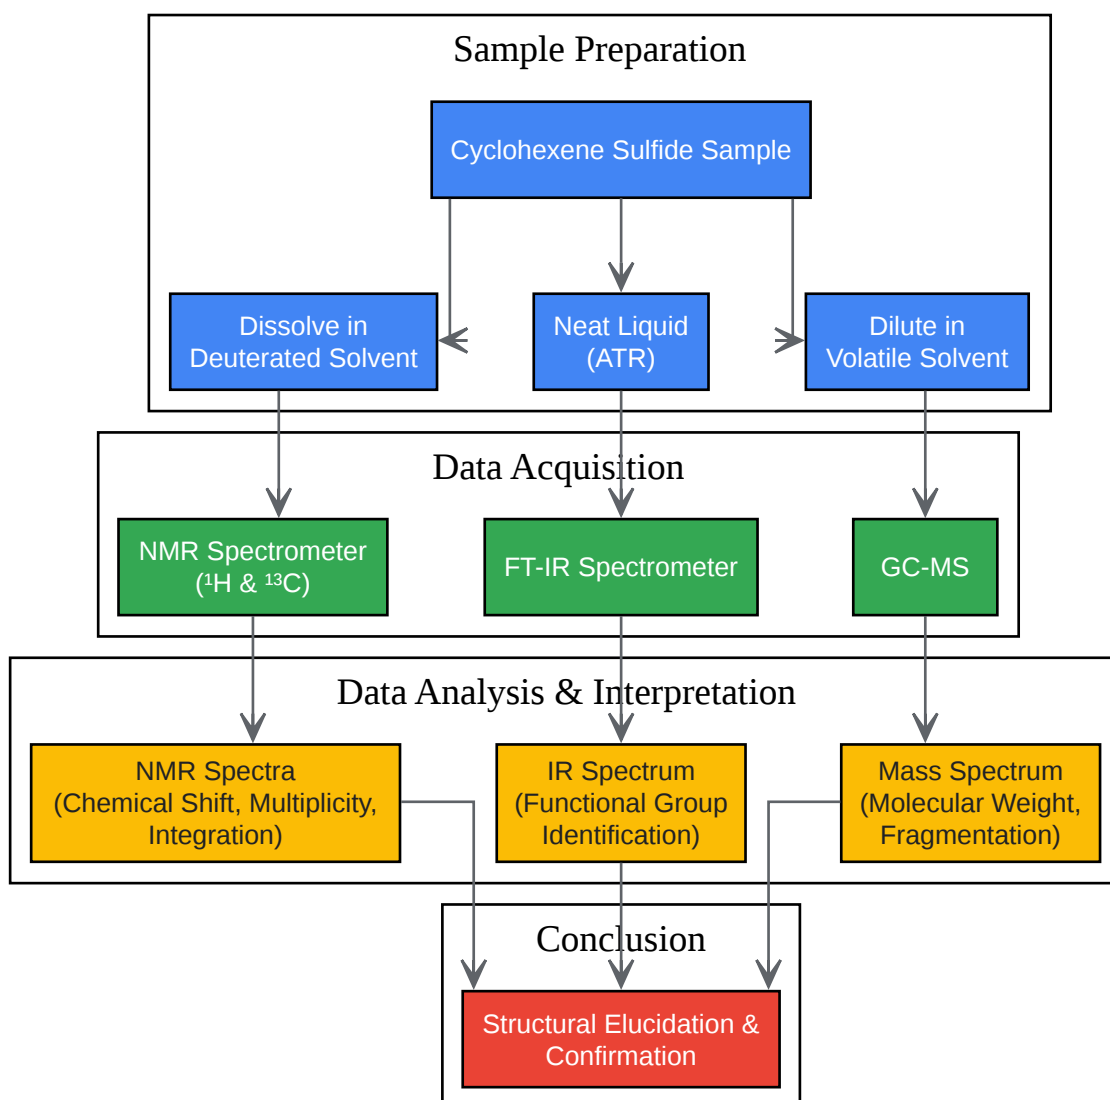 Sample Preparation
Cyclohexene Sulfide Sample
Dissolve in
Deuterated Solvent
Neat Liquid
(ATR)
Dilute in
Volatile Solvent
Data Acquisition
NMR Spectrometer
(¹H & ¹³C)
FT-IR Spectrometer
GC-MS
Data Analysis & Interpretation
NMR Spectra
(Chemical Shift, Multiplicity,
Integration)
IR Spectrum
(Functional Group
Identification)
Mass Spectrum
(Molecular Weight,
Fragmentation)
Conclusion
Structural Elucidation &
Confirmation